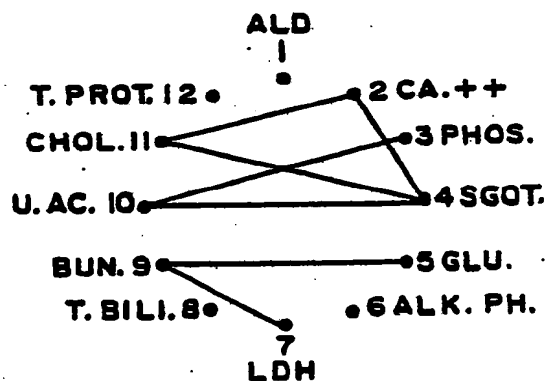 ALD
1
T. PROT. 12
2 CA. ++
CHOL. 11
3 PHOS.
U. AC. 10
4 SGOT.
BUN. 9
5 GLU.
T. BILI. 8
6 ALK. PH.
7
LDH